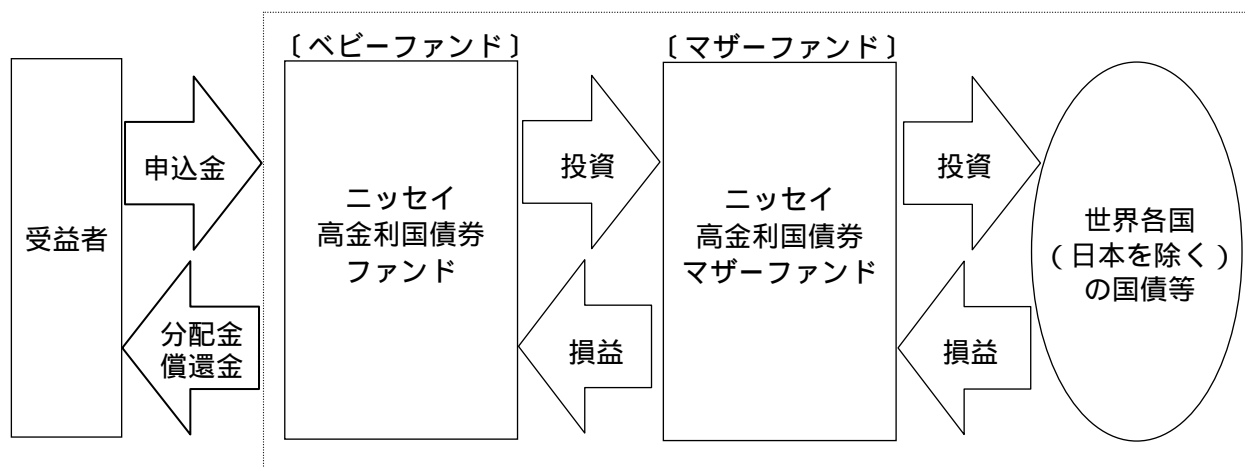 〔ベビーファンド〕
〔マザーファンド〕
受益者
申込金
分配金
償還金
ニッセイ
高金利国債券
ファンド
投資
損益
ニッセイ
高金利国債券
マザーファンド
投資
損益
世界各国
(日本を除く)
の国債等